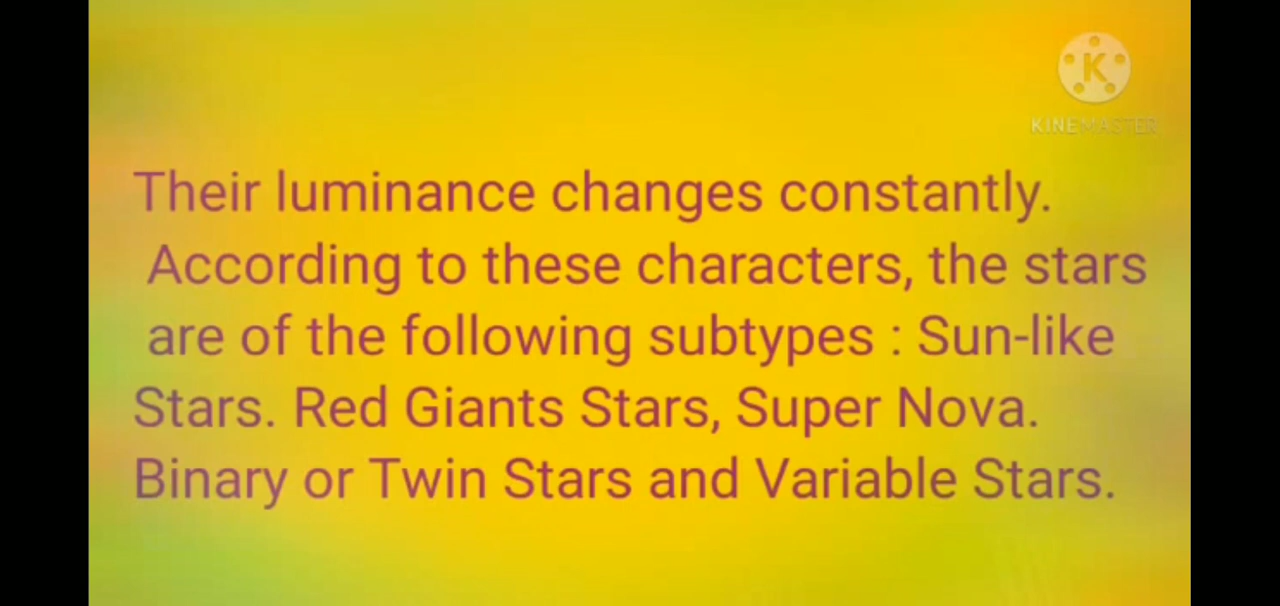 K
KINEMASTER
Their luminance changes constantly.
According to these characters, the stars
are of the following subtypes : Sun-like
Stars. Red Giants Stars, Super Nova.
Binary or Twin Stars and Variable Stars.